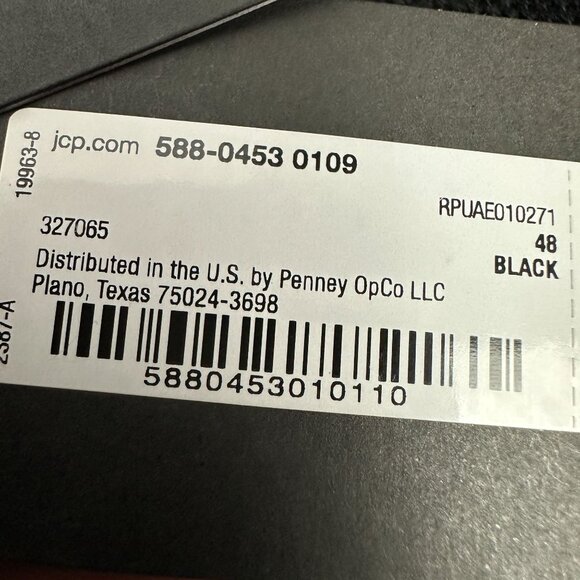 jcp.com 588-0453 0109
RPUAE010271
327065
48
BLACK
Distributed in the U.S. by Penney OpCo LLC
Plano, Texas 75024-3698
5880453010110
19963-8
2387-A